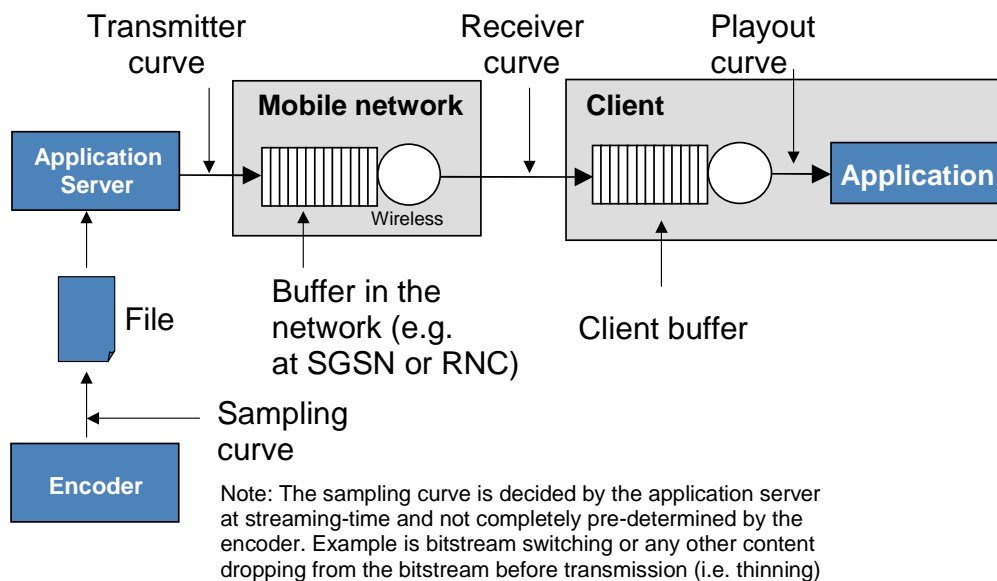 Transmitter
curve
Receiver
curve
Playout
curve
Mobile network
Client
Application
Server
Wireless
Application
File
Buffer in the
network (e.g.
at SGSN or RNC)
Client buffer
Sampling
curve
Encoder
Note: The sampling curve is decided by the application server
at streaming-time and not completely pre-determined by the
encoder. Example is bitstream switching or any other content
dropping from the bitstream before transmission (i.e. thinning)